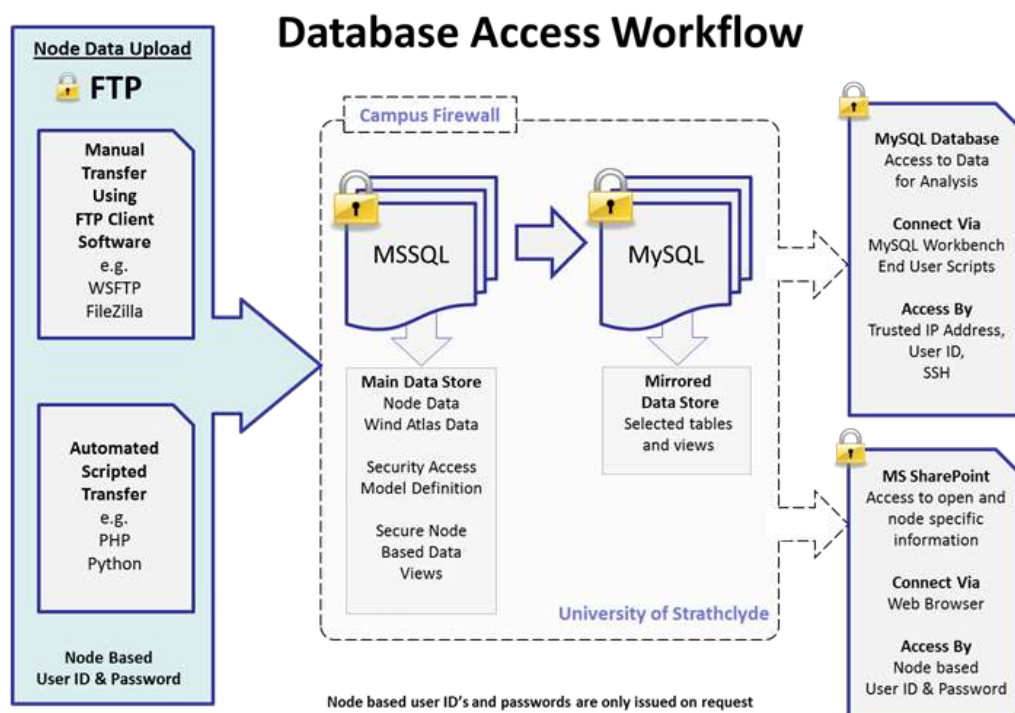 Database Access Workflow
Node Data Upload
FTP
Manual
Transfer
Using
FTP Client
Software
e.g.
WSFTP
FileZilla
Automated
Scripted
Transfer
e.g.
PHP
Python
Node Based
User ID & Password
Campus Firewall
MSSQL
MySQL
Main Data Store
Node Data
Wind Atlas Data
Security Access
Model Definition
Secure Node
Based Data
Views
Mirrored
Data Store
Selected tables
and views
University of Strathclyde
Node based user ID's and passwords are only issued on request
MySQL Database
Access to Data
for Analysis
Connect Via
MySQL Workbench
End User Scripts
Access By
Trusted IP Address,
User ID,
SSH
MS SharePoint
Access to open and
node specific
information
Connect Via
Web Browser
Access By
Node based
User ID & Password